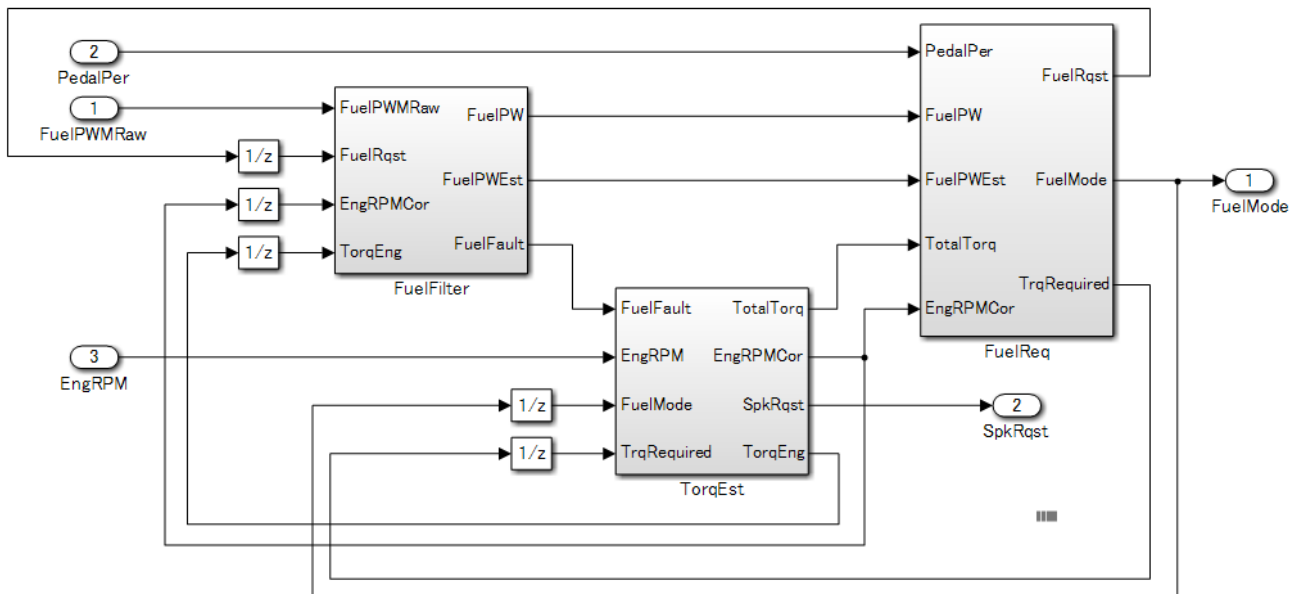 2
PedalPer
1
FuelPWMRaw
1/z
1/z
1/z
FuelPWMRaw
FuelRqst
EngRPMCor
TorqEng
FuelPW
FuelPWEst
FuelFault
FuelFilter
3
EngRPM
1/z
1/z
FuelFault
EngRPM
FuelMode
TrqRequired
TotalTorq
EngRPMCor
SpkRqst
TorqEng
TorqEst
PedalPer
FuelPW
FuelPWEst
TotalTorq
EngRPMCor
FuelRqst
FuelMode
TrqRequired
FuelReq
1
FuelMode
2
SpkRqst